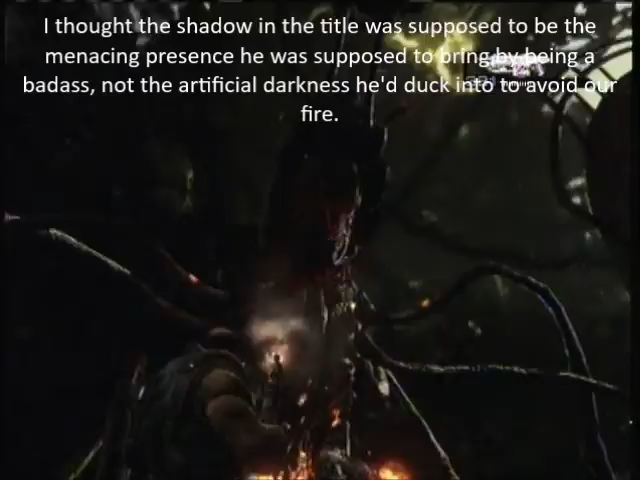 I thought the shadow in the title was supposed to be the
menacing presence he was supposed to bring by being a
badass, not the artificial darkness he'd duck into to avoid our
fire.